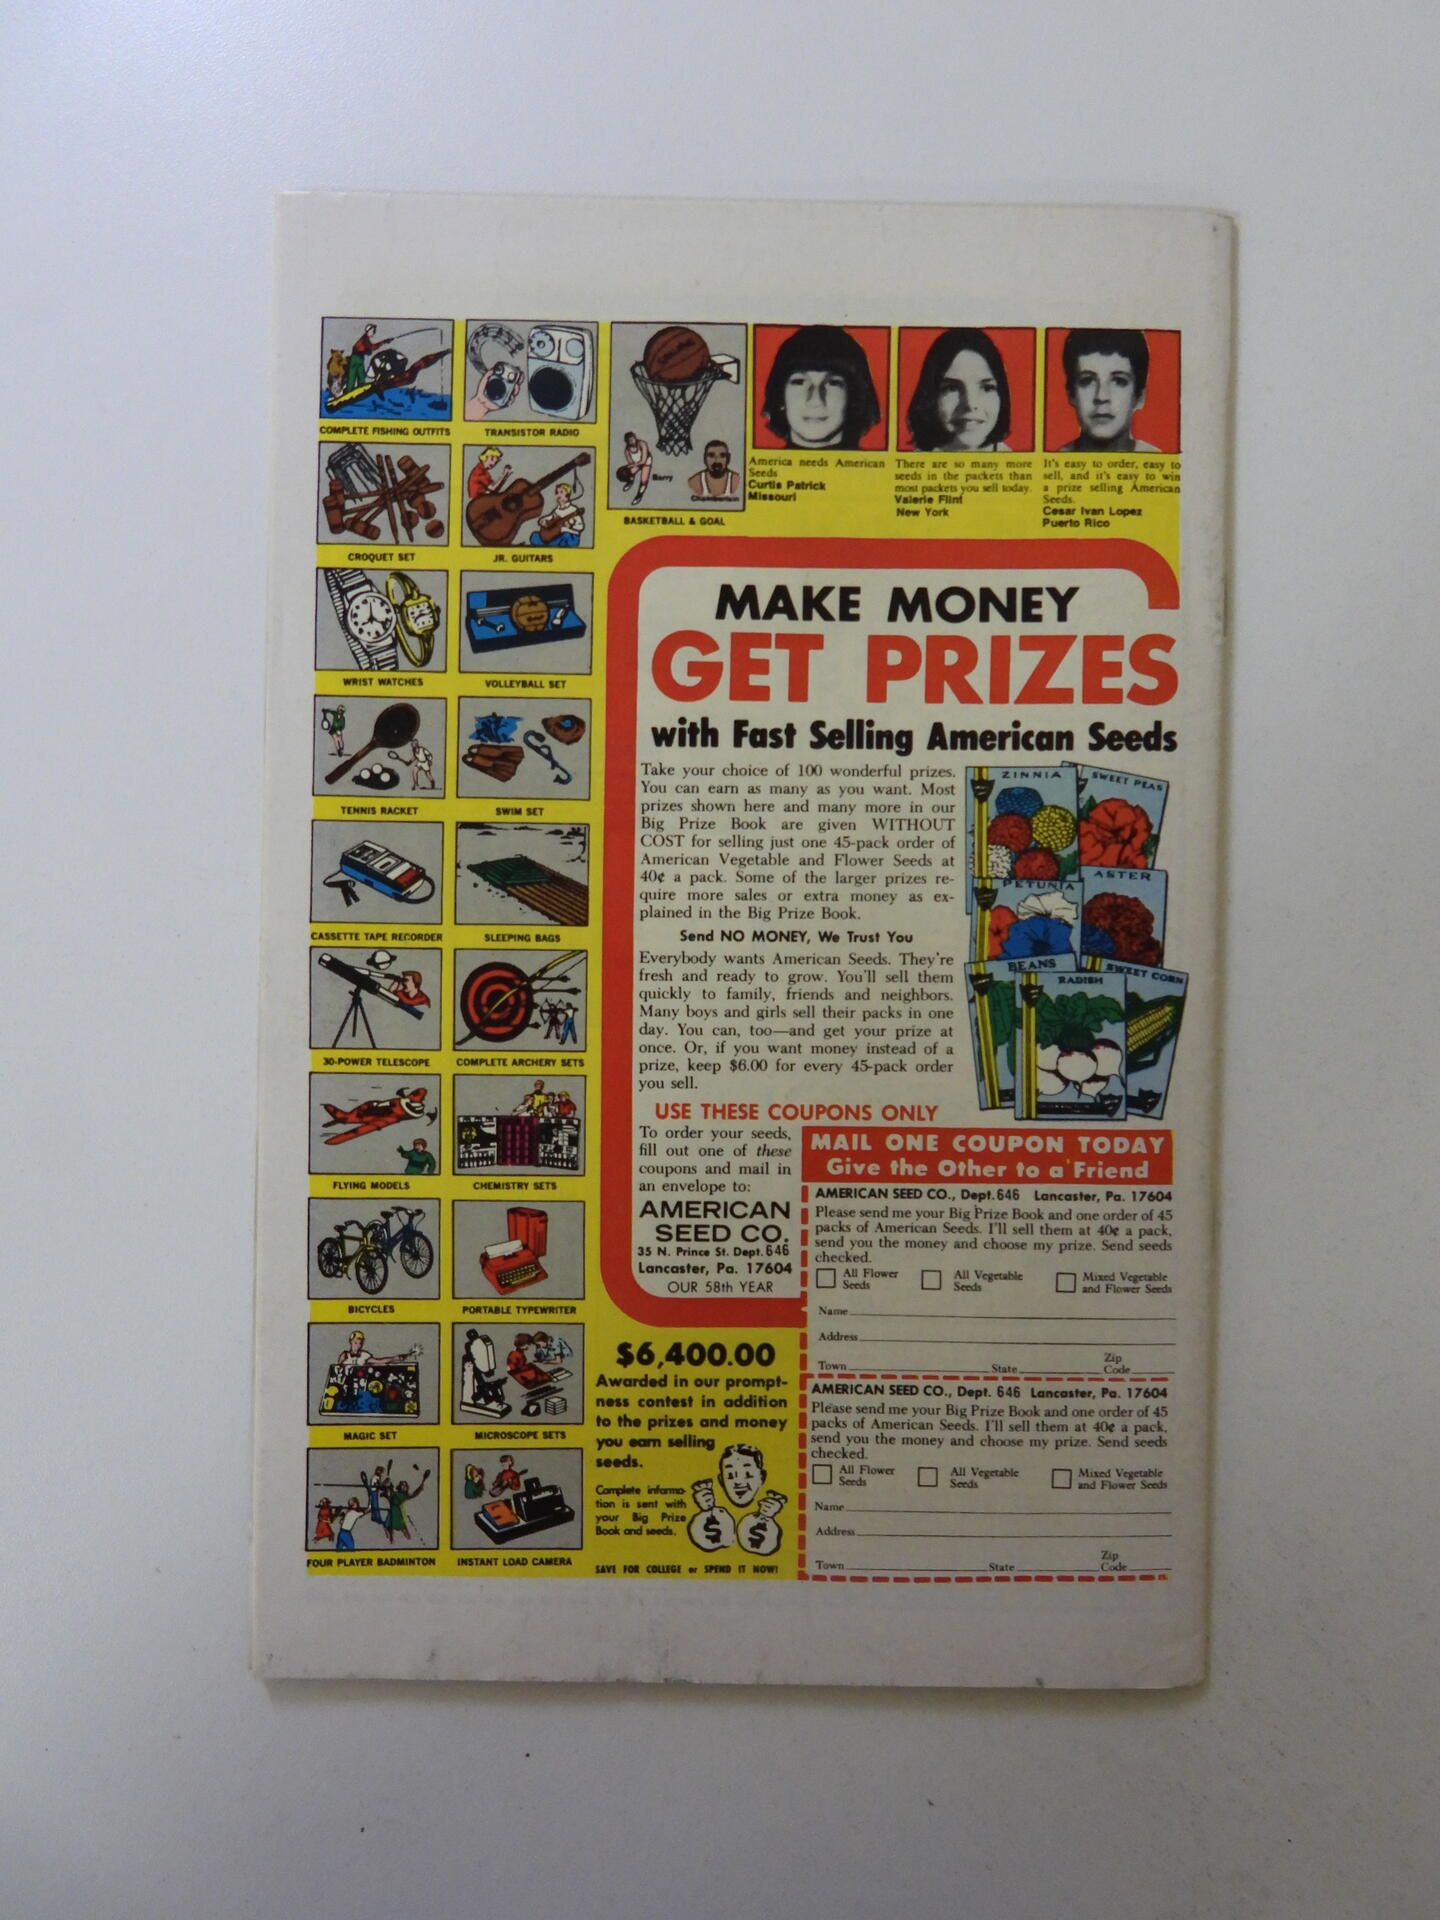 COMPLETE FISHING OUTFITS
TRANSISTOR RADIO
CROQUET SET
JR. GUITARS
WRIST WATCHES
VOLLEYBALL SET
TENNIS RACKET
SWIM SET
CASSETTE TAPE RECORDER
SLEEPING BAGS
30-POWER TELESCOPE
COMPLETE ARCHERY SETS
FLYING MODELS
CHEMISTRY SETS
BICYCLES
PORTABLE TYPEWRITER
MAGIC SET
MICROSCOPE SETS
FOUR PLAYER BADMINTON
INSTANT LOAD CAMERA
Barry
Chamberlain
BASKETBALL & GOAL
America needs American
Seeds
Curtis Patrick
Missouri
There are so many more
seeds in the packets than
most packets you sell today.
Valerie Flint
New York
It's easy to order, easy to
sell, and it's easy to win
a prize selling American
Seeds.
Cesar Ivan Lopez
Puerto Rico
MAKE MONEY
GET PRIZES
with Fast Selling American Seeds
Take your choice of 100 wonderful prizes.
You can earn as many as you want. Most
prizes shown here and many more in our
Big Prize Book are given WITHOUT
COST for selling just one 45-pack order of
American Vegetable and Flower Seeds at
40¢ a pack. Some of the larger prizes re-
quire more sales or extra money as ex-
plained in the Big Prize Book.
Send NO MONEY, We Trust You
Everybody wants American Seeds. They're
fresh and ready to grow. You'll sell them
quickly to family, friends and neighbors.
Many boys and girls sell their packs in one
day. You can, too—and get your prize at
once. Or, if you want money instead of a
prize, keep $6.00 for every 45-pack order
you sell.
ZINNIA
SWEET PEAS
PETUNIA
ASTER
BEANS
RADISH
SWEET CORN
USE THESE COUPONS ONLY
To order your seeds,
fill out one of these
coupons and mail in
an envelope to:
AMERICAN
SEED CO.
35 N. Prince St. Dept. 646
Lancaster, Pa. 17604
OUR 58th YEAR
MAIL ONE COUPON TODAY
Give the Other to a Friend
AMERICAN SEED CO., Dept. 646 Lancaster, Pa. 17604
Please send me your Big Prize Book and one order of 45
packs of American Seeds. I'll sell them at 40¢ a pack,
send you the money and choose my prize. Send seeds
checked.
All Flower Seeds
All Vegetable Seeds
Mixed Vegetable and Flower Seeds
Name
Address
Town State Zip Code
AMERICAN SEED CO., Dept. 646 Lancaster, Pa. 17604
Please send me your Big Prize Book and one order of 45
packs of American Seeds. I'll sell them at 40¢ a pack,
send you the money and choose my prize. Send seeds
checked.
All Flower Seeds
All Vegetable Seeds
Mixed Vegetable and Flower Seeds
Name
Address
Town State Zip Code
$6,400.00
Awarded in our prompt-
ness contest in addition
to the prizes and money
you earn selling
seeds.
Complete informa-
tion is sent with
your Big Prize
Book and seeds.
$ $
SAVE FOR COLLEGE or SPEND IT NOW!